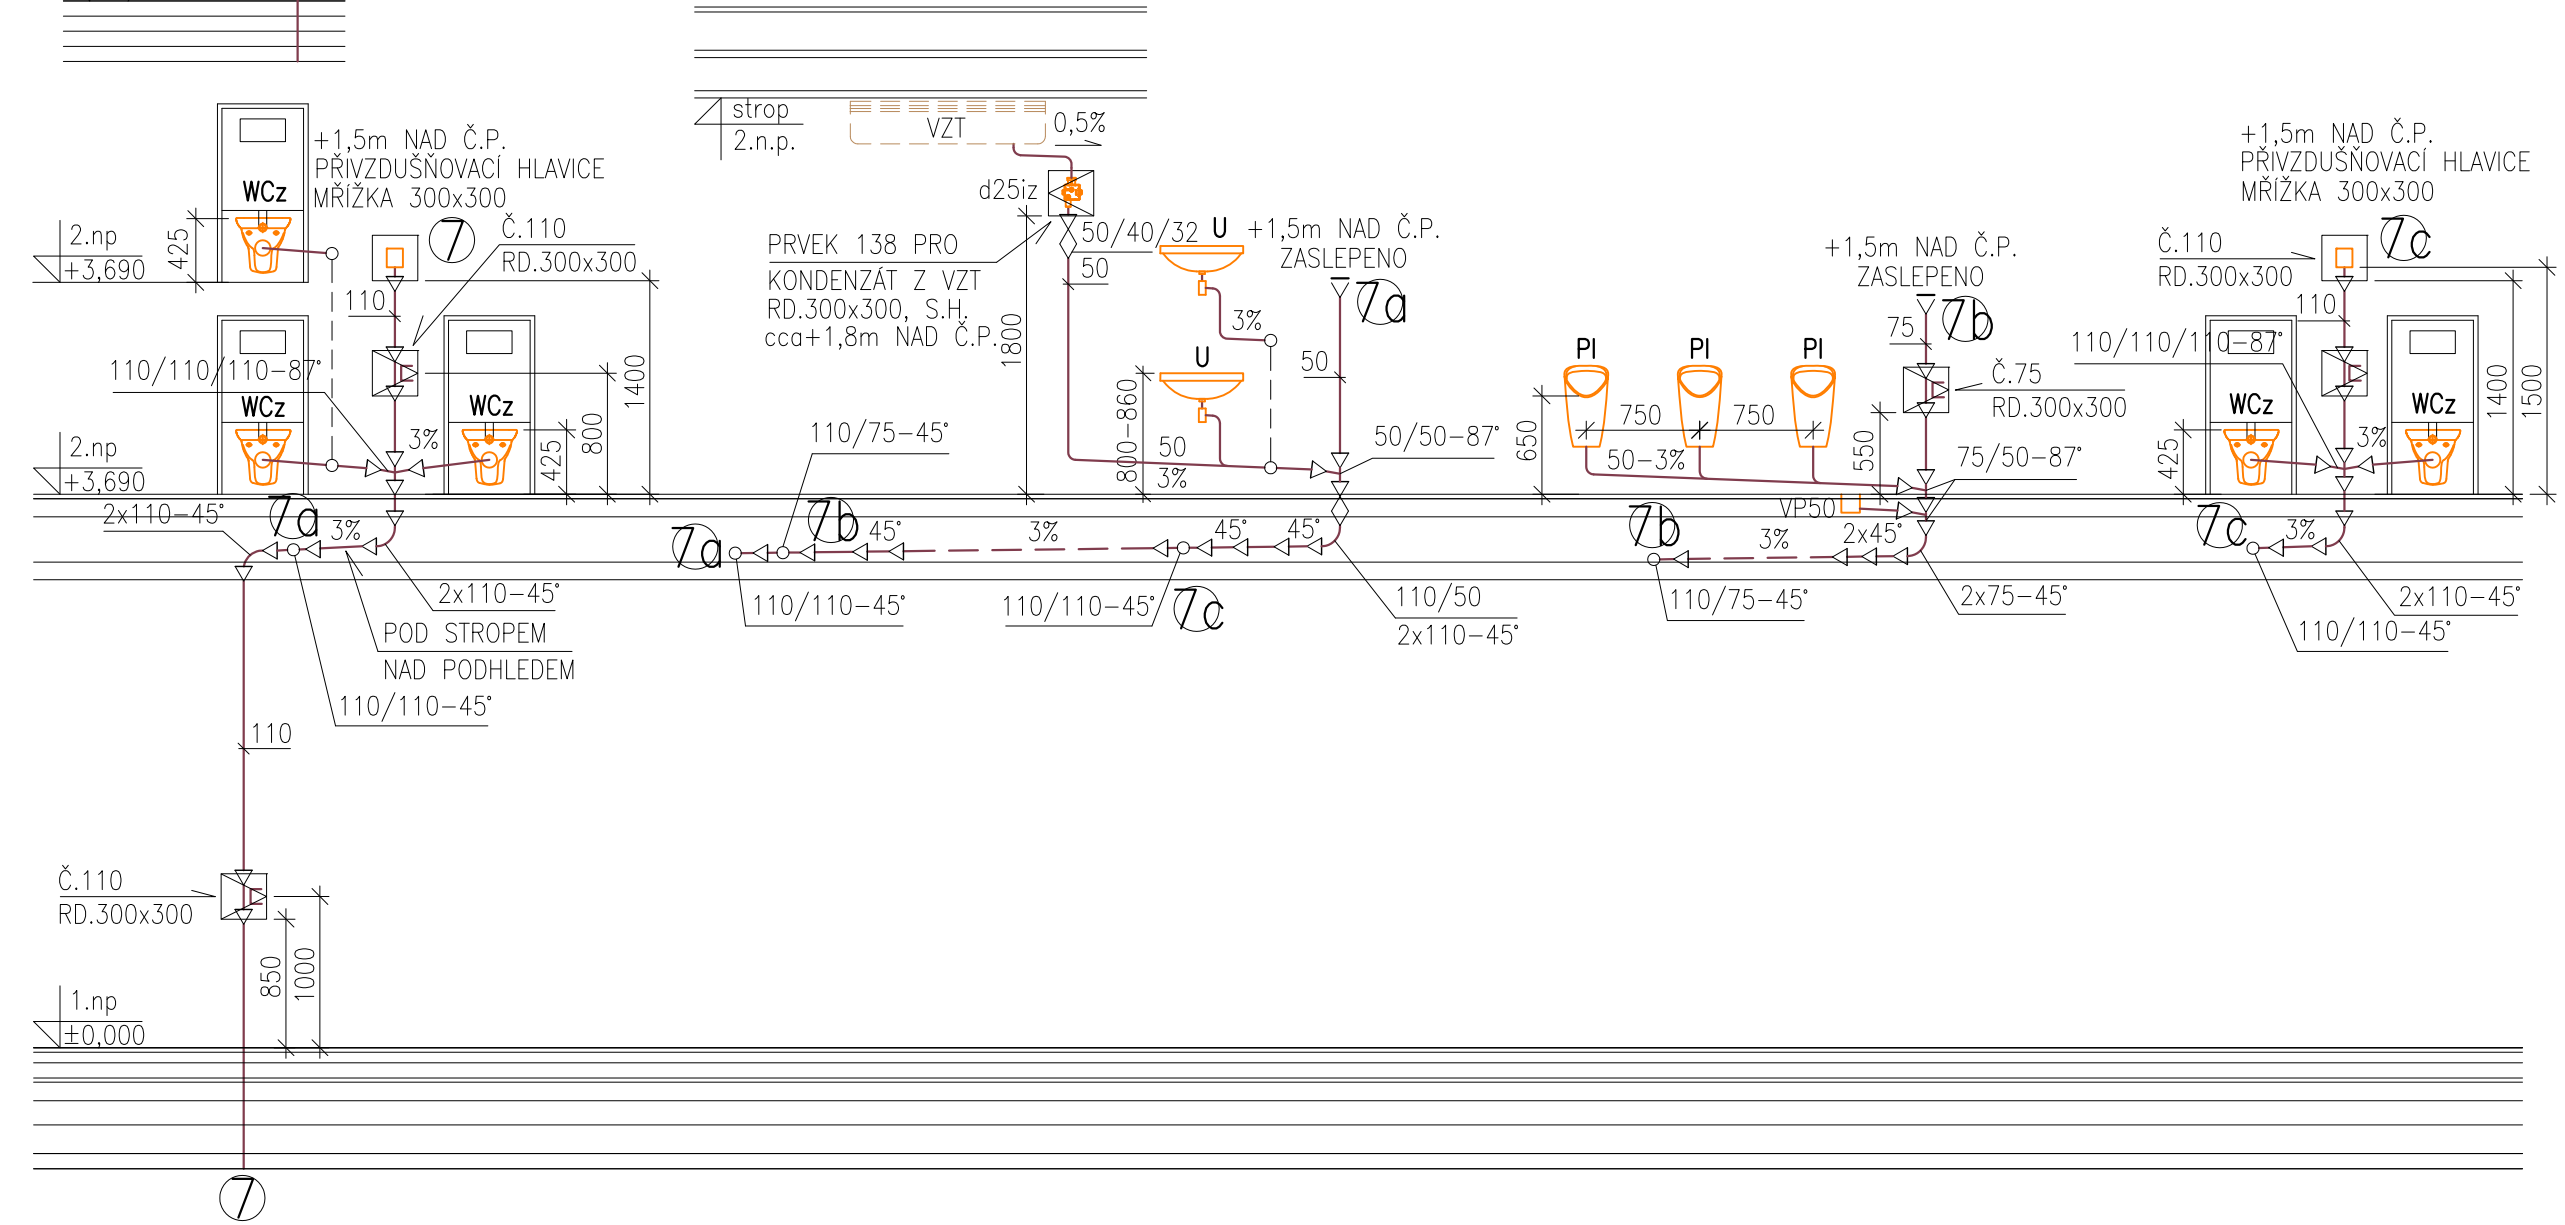 strop
2.n.p.
VZT
0,5%
+1,5m NAD Č.P.
PŘIVZDUŠŇOVACÍ HLAVICE
MŘÍŽKA 300x300
WCz
2.np
+3,690
425
7
Č.110
RD.300x300
110
110/110/110-87°
WCz
WCz
3%
425
800
1400
2.np
+3,690
2x110-45°
7a
3%
2x110-45°
POD STROPEM
NAD PODHLEDEM
110/110-45°
110
Č.110
RD.300x300
850
1000
1.np
±0,000
7
d25iz
PRVEK 138 PRO
KONDENZÁT Z VZT
RD.300x300, S.H.
cca+1,8m NAD Č.P.
1800
50/40/32
50
U
+1,5m NAD Č.P.
ZASLEPENO
7a
3%
U
50
800-860
50
3%
50/50-87°
110/75-45°
7a
7b
45°
3%
45°
45°
110/110-45°
110/110-45°
7c
110/50
2x110-45°
PI
PI
PI
750
750
650
50-3%
+1,5m NAD Č.P.
ZASLEPENO
75
7b
Č.75
RD.300x300
550
75/50-87°
VP50
7b
3%
2x45°
110/75-45°
2x75-45°
+1,5m NAD Č.P.
PŘIVZDUŠŇOVACÍ HLAVICE
MŘÍŽKA 300x300
Č.110
RD.300x300
7c
110
110/110/110-87°
WCz
WCz
3%
425
1400
1500
7c
3%
2x110-45°
110/110-45°